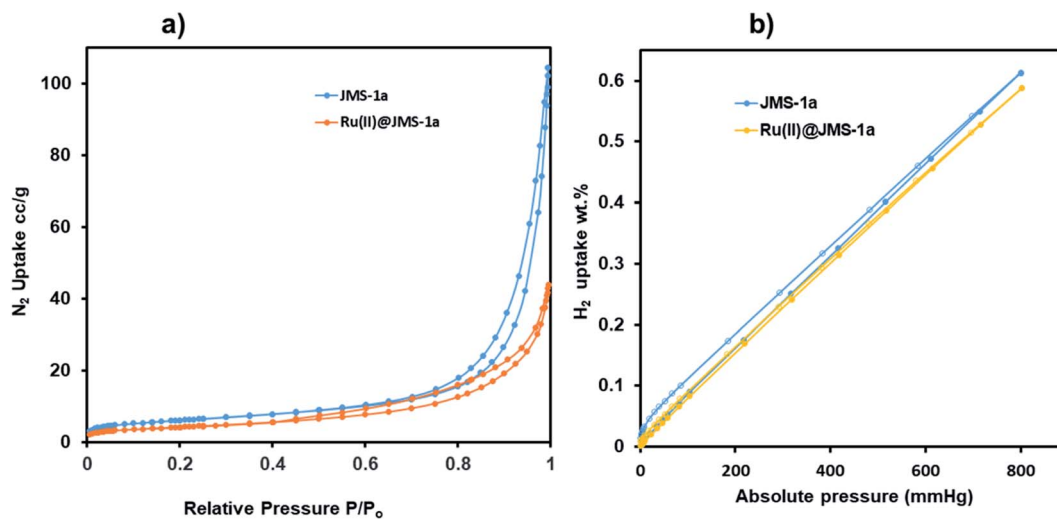 a)
N₂ Uptake cc/g
100
80
60
40
20
0
JMS-1a
Ru(II)@JMS-1a
0
0.2
0.4
0.6
0.8
1
Relative Pressure P/Pₒ
b)
H₂ uptake wt.%
0.6
0.5
0.4
0.3
0.2
0.1
0
JMS-1a
Ru(II)@JMS-1a
0
200
400
600
800
Absolute pressure (mmHg)